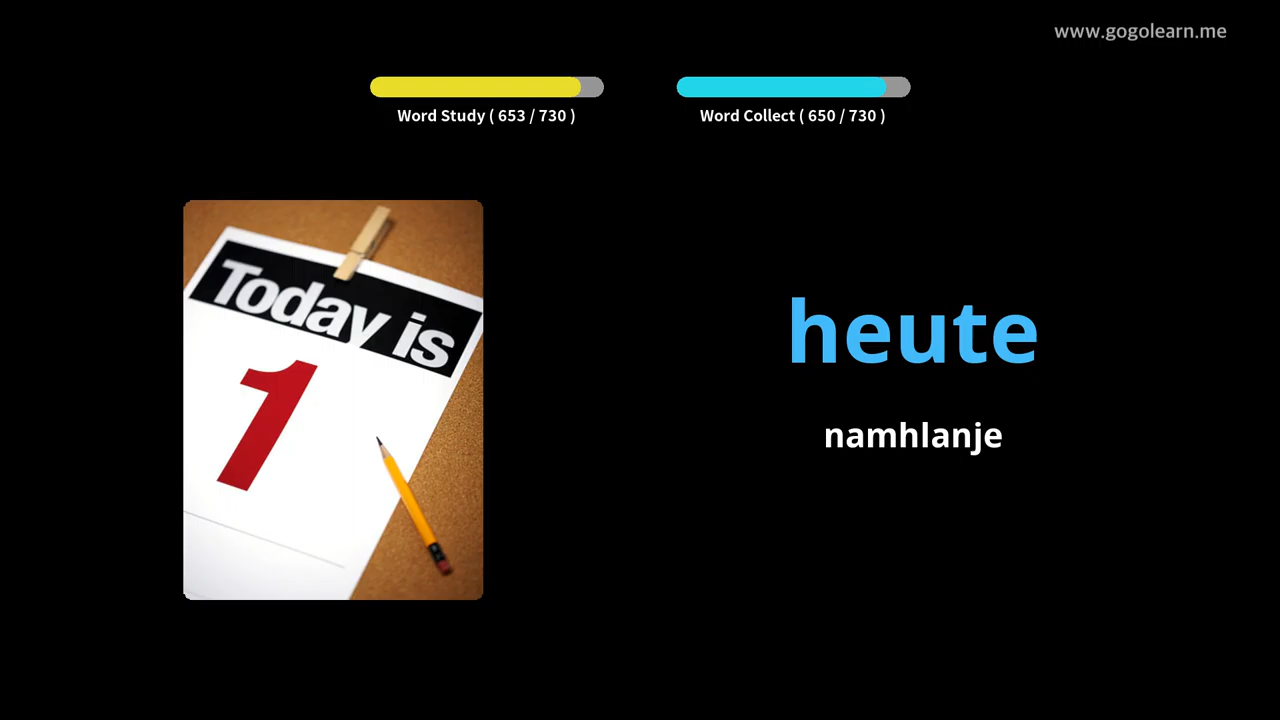 www.gogolearn.me
Word Study ( 653 / 730 )
Word Collect ( 650 / 730 )
Today is
1
heute
namhlanje